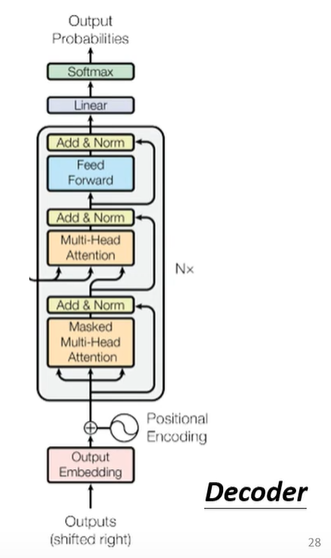 Output
Probabilities
Softmax
Linear
Add & Norm
Feed
Forward
Add & Norm
Multi-Head
Attention
N×
Add & Norm
Masked
Multi-Head
Attention
Positional
Encoding
Output
Embedding
Decoder
Outputs
(shifted right)
28